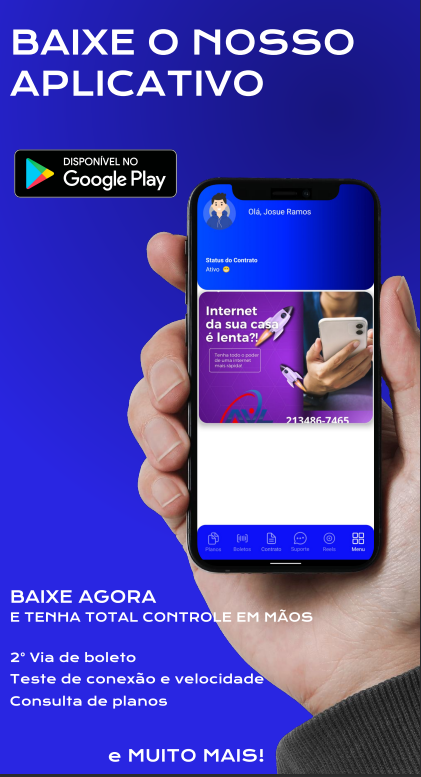 BAIXE O NOSSO
APLICATIVO
DISPONÍVEL NO
Google Play
Olá, Josue Ramos
Status do Contrato
Ativo
Internet
da sua casa
é lenta?!
Tenha todo o poder
de uma internet
mais rápida!
213486-7465
Planos Boletos Contrato Suporte Reels Menu
BAIXE AGORA
E TENHA TOTAL CONTROLE EM MÃOS
2° Via de boleto
Teste de conexão e velocidade
Consulta de planos
e MUITO MAIS!